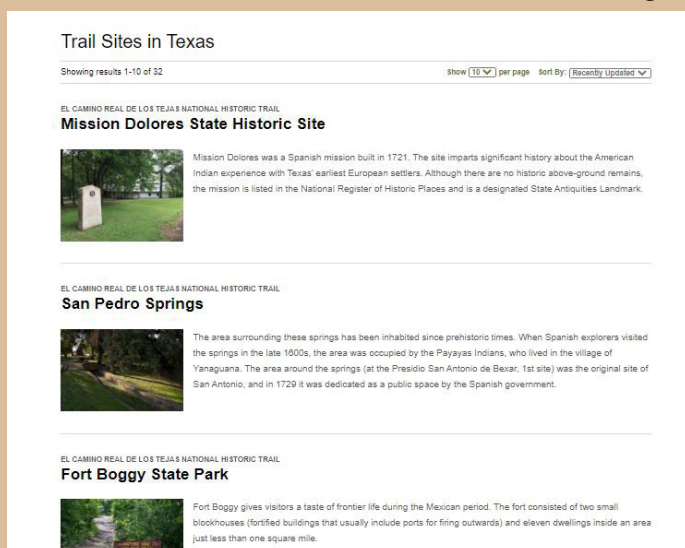 Trail Sites in Texas
Showing results 1-10 of 32
Show 10 per page Sort By: Recently Updated
EL CAMINO REAL DE LOS TEJAS NATIONAL HISTORIC TRAIL
Mission Dolores State Historic Site
Mission Dolores was a Spanish mission built in 1721. The site imparts significant history about the American
Indian experience with Texas' earliest European settlers. Although there are no historic above-ground remains,
the mission is listed in the National Register of Historic Places and is a designated State Antiquities Landmark.
EL CAMINO REAL DE LOS TEJAS NATIONAL HISTORIC TRAIL
San Pedro Springs
The area surrounding these springs has been inhabited since prehistoric times. When Spanish explorers visited
the springs in the late 1600s, the area was occupied by the Payayas Indians, who lived in the village of
Yanaguana. The area around the springs (at the Presidio San Antonio de Bexar, 1st site) was the original site of
San Antonio, and in 1729 it was dedicated as a public space by the Spanish government.
EL CAMINO REAL DE LOS TEJAS NATIONAL HISTORIC TRAIL
Fort Boggy State Park
Fort Boggy gives visitors a taste of frontier life during the Mexican period. The fort consisted of two small
blockhouses (fortified buildings that usually include ports for firing outwards) and eleven dwellings inside an area
just less than one square mile.